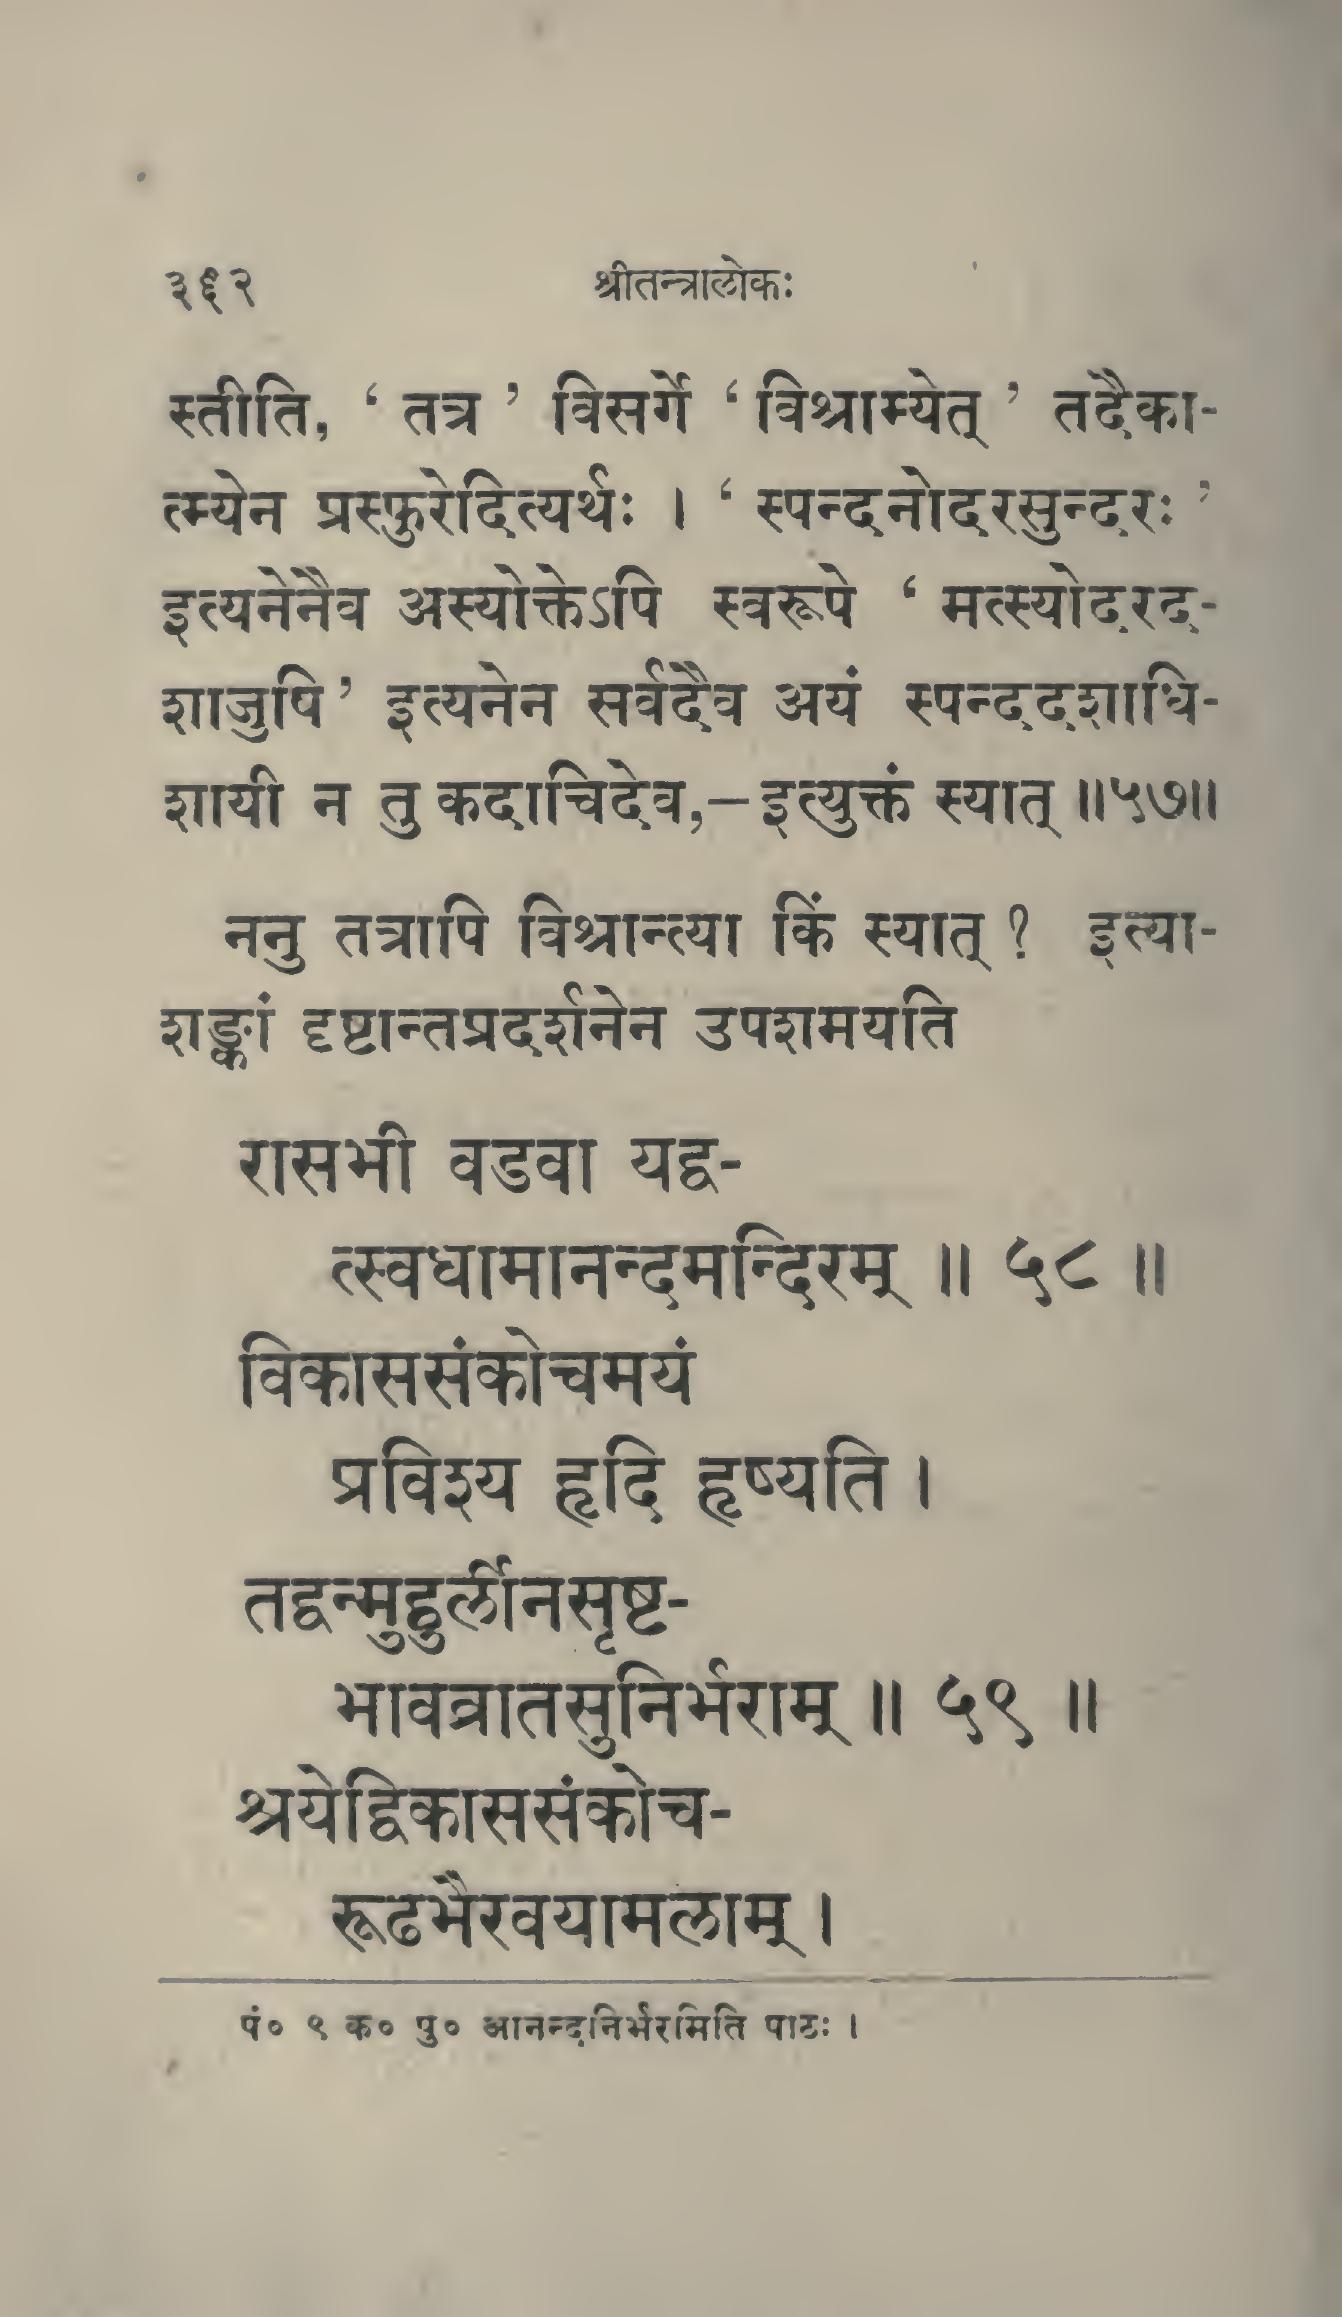 ३६२ श्रीतन्त्रालोकः
स्तीति, ‘ तत्र ’ विसर्गे ‘ विश्राम्येत् ’ तदैका-
त्म्येन प्रस्फुरेदित्यर्थः । ‘ स्पन्दनोदरसुन्दरः ’
इत्यनेनैव अस्योक्तेऽपि स्वरूपे ‘ मत्स्योदरद-
शाजुषि ’ इत्यनेन सर्वदैव अयं स्पन्ददशाधि-
शायी न तु कदाचिदेव,—इत्युक्तं स्यात् ॥५७॥
ननु तत्रापि विश्रान्त्या किं स्यात् ? इत्या-
शङ्कां दृष्टान्तप्रदर्शनेन उपशमयति
रासभी वडवा यद्व-
त्स्वधामानन्दमन्दिरम् ॥ ५८ ॥
विकाससंकोचमयं
प्रविश्य हृदि हृष्यति ।
तद्वन्मुहुर्लीनसृष्ट-
भावव्रातसुनिर्भराम् ॥ ५९ ॥
श्रयेद्विकाससंकोच-
रूढभैरवयामलाम् ।
पं० ९ क० पु० आनन्दनिर्भरमिति पाठः ।